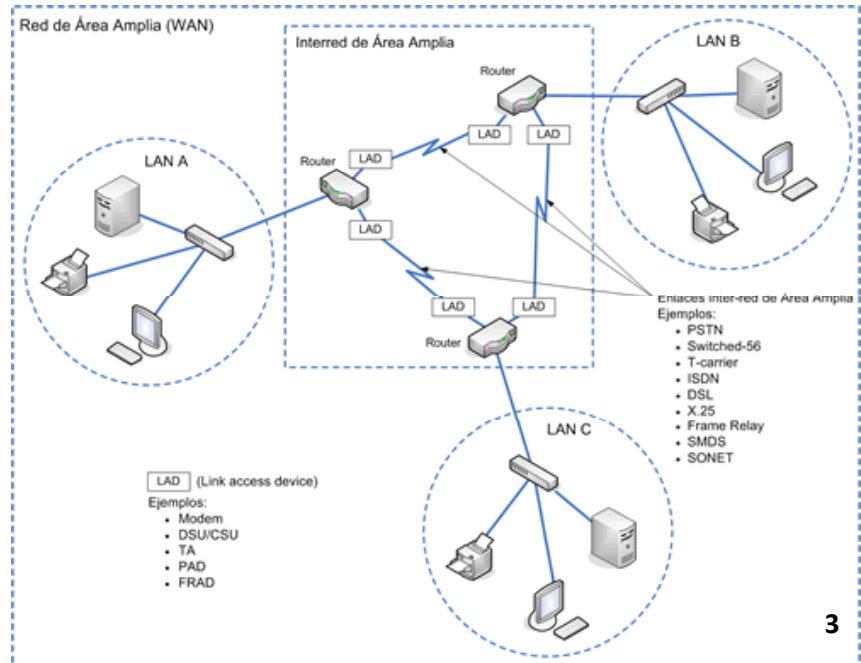 Red de Área Amplia (WAN)
Interred de Área Amplia
LAN B
Router
LAD
LAD
LAN A
Router
LAD
LAD
LAD
LAD
Router
Enlaces inter-red de Área Amplia
Ejemplos:
• PSTN
• Switched-56
• T-carrier
• ISDN
• DSL
• X.25
• Frame Relay
• SMDS
• SONET
LAN C
LAD (Link access device)
Ejemplos:
• Modem
• DSU/CSU
• TA
• PAD
• FRAD
3